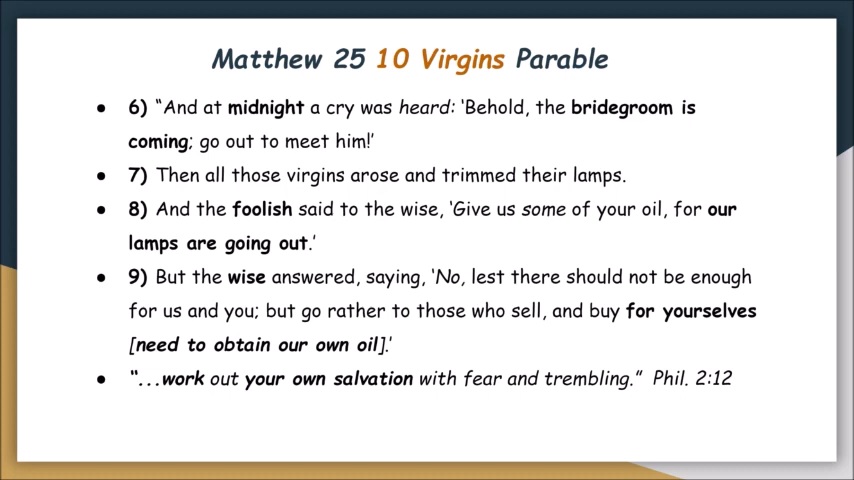 Matthew 25 10 Virgins Parable
● 6) “And at midnight a cry was heard: ‘Behold, the bridegroom is
coming; go out to meet him!’
● 7) Then all those virgins arose and trimmed their lamps.
● 8) And the foolish said to the wise, ‘Give us some of your oil, for our
lamps are going out.’
● 9) But the wise answered, saying, ‘No, lest there should not be enough
for us and you; but go rather to those who sell, and buy for yourselves
[need to obtain our own oil].’
● “...work out your own salvation with fear and trembling.” Phil. 2:12